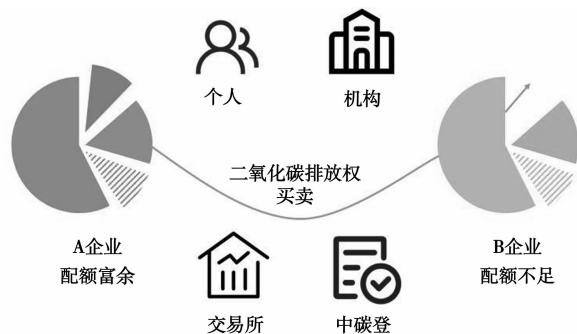 个人
机构
二氧化碳排放权
买卖
A企业
配额富余
B企业
配额不足
交易所
中碳登